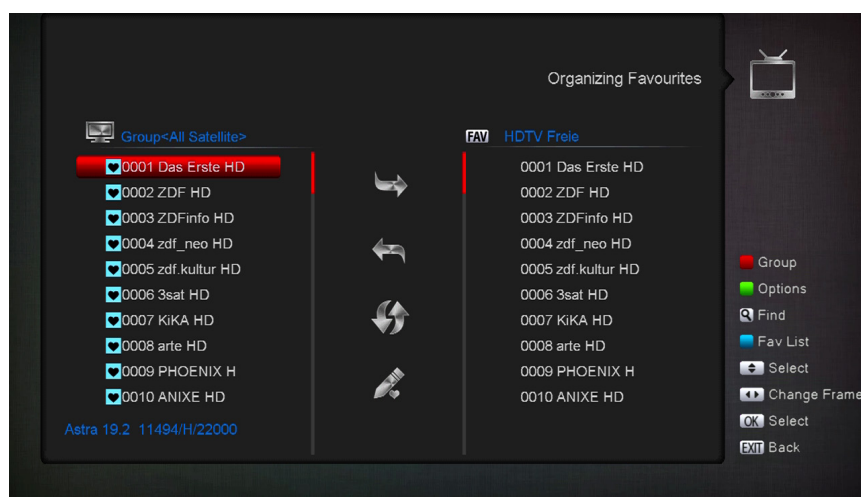 Organizing Favourites
Group<All Satellite>
0001 Das Erste HD
0002 ZDF HD
0003 ZDFinfo HD
0004 zdf_neo HD
0005 zdf.kultur HD
0006 3sat HD
0007 KiKA HD
0008 arte HD
0009 PHOENIX H
0010 ANIXE HD
Astra 19.2 11494/H/22000
FAV HDTV Freie
0001 Das Erste HD
0002 ZDF HD
0003 ZDFinfo HD
0004 zdf_neo HD
0005 zdf.kultur HD
0006 3sat HD
0007 KiKA HD
0008 arte HD
0009 PHOENIX H
0010 ANIXE HD
Group
Options
Find
Fav List
Select
Change Frame
OK Select
EXIT Back